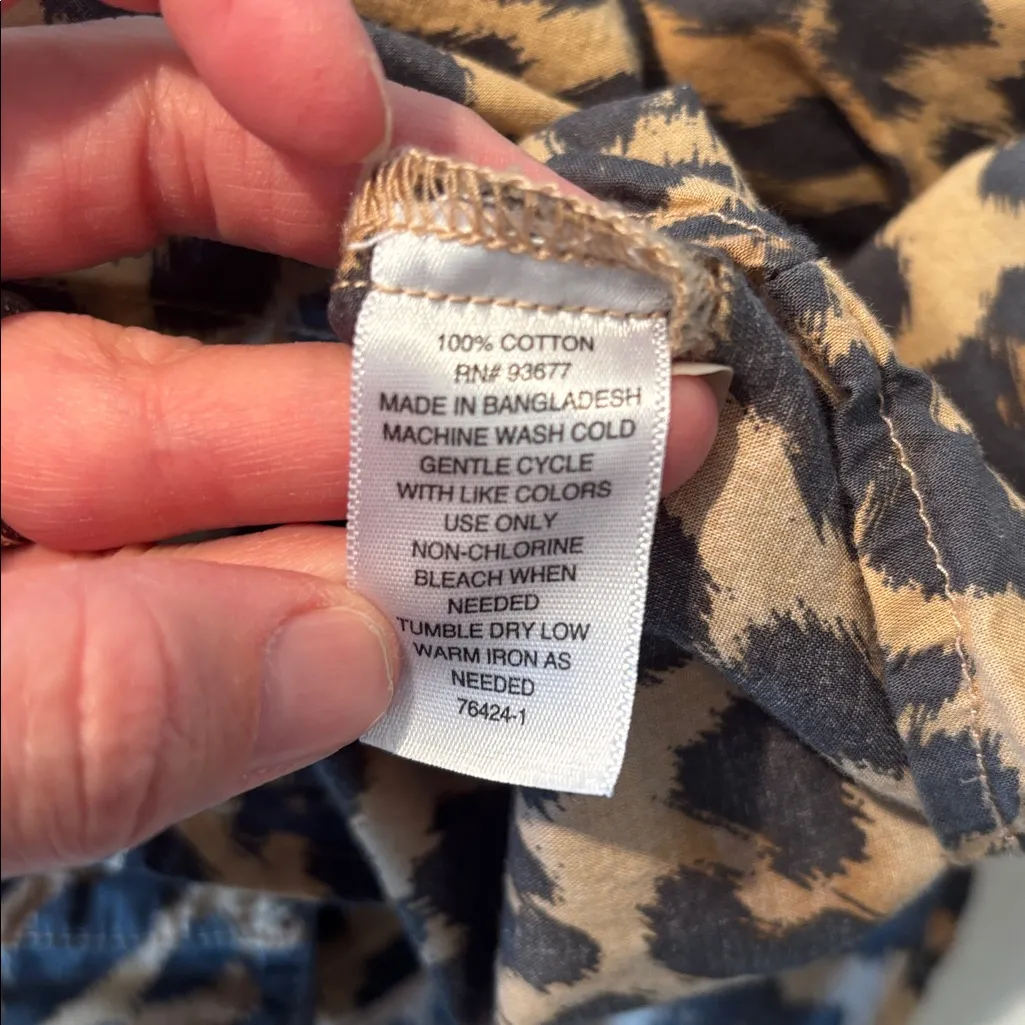 100% COTTON
RN# 93677
MADE IN BANGLADESH
MACHINE WASH COLD
GENTLE CYCLE
WITH LIKE COLORS
USE ONLY
NON-CHLORINE
BLEACH WHEN
NEEDED
TUMBLE DRY LOW
WARM IRON AS
NEEDED
76424-1